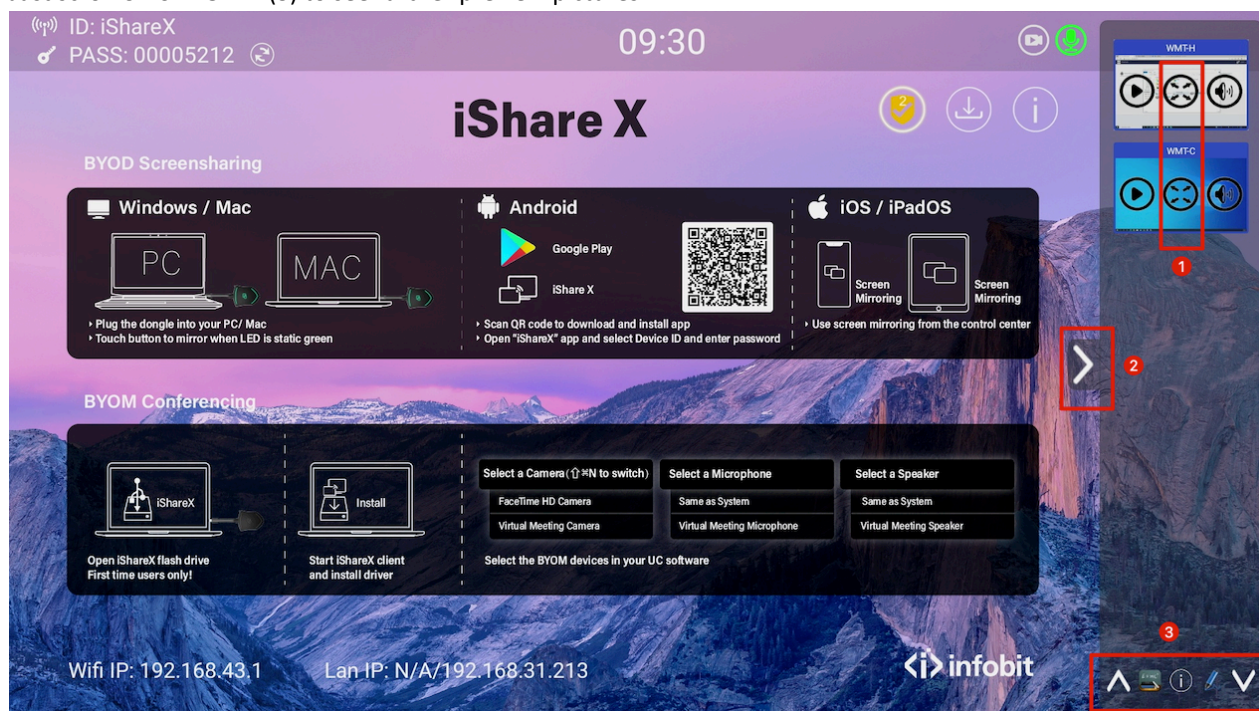 ID: iShareX
PASS: 00005212
09:30
iShare X
2
BYOD Screensharing
Windows / Mac
PC
MAC
‣ Plug the dongle into your PC/ Mac
‣ Touch button to mirror when LED is static green
Android
Google Play
iShare X
‣ Scan QR code to download and install app
‣ Open "iShareX" app and select Device ID and enter password
iOS / iPadOS
Screen
Mirroring
Screen
Mirroring
‣ Use screen mirroring from the control center
BYOM Conferencing
iShareX
Open iShareX flash drive
First time users only!
Install
Start iShareX client
and install driver
Select a Camera(⇧⌘N to switch)
FaceTime HD Camera
Virtual Meeting Camera
Select a Microphone
Same as System
Virtual Meeting Microphone
Select a Speaker
Same as System
Virtual Meeting Speaker
Select the BYOM devices in your UC software
Wifi IP: 192.168.43.1
Lan IP: N/A/192.168.31.213
<i> infobit
WMT-H
WMT-C
1
2
3